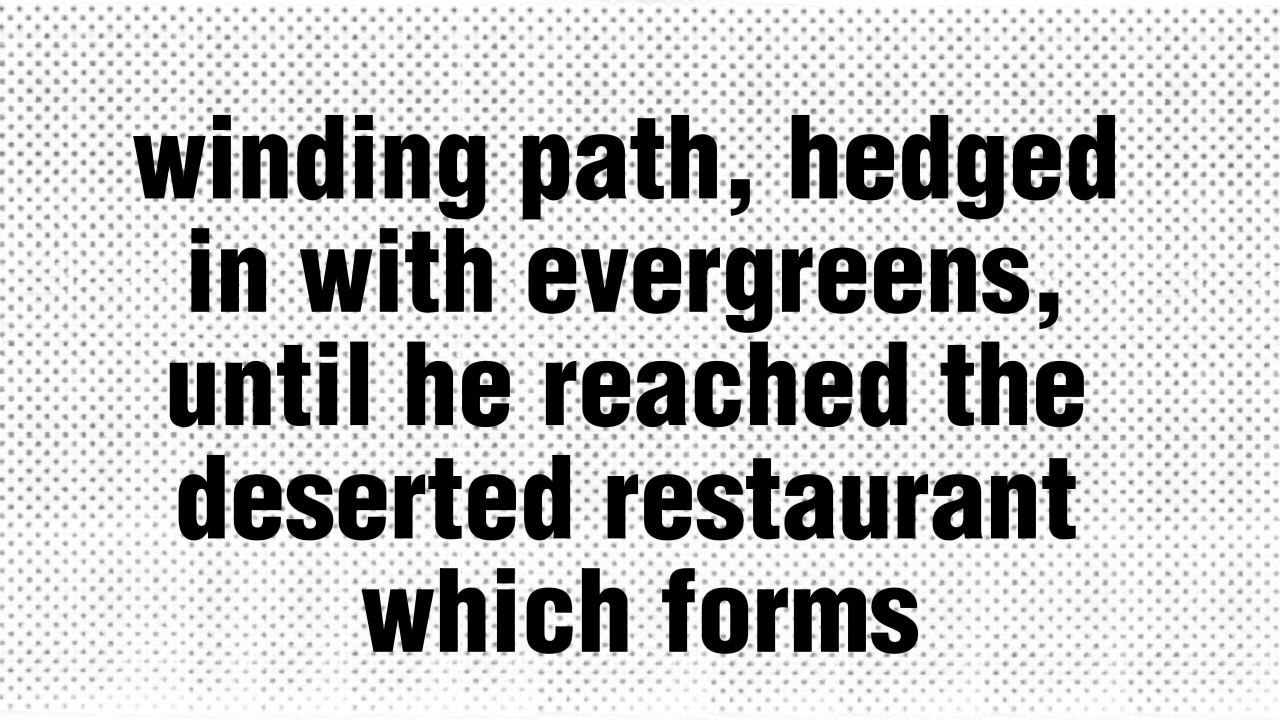 winding path, hedged
in with evergreens,
until he reached the
deserted restaurant
which forms